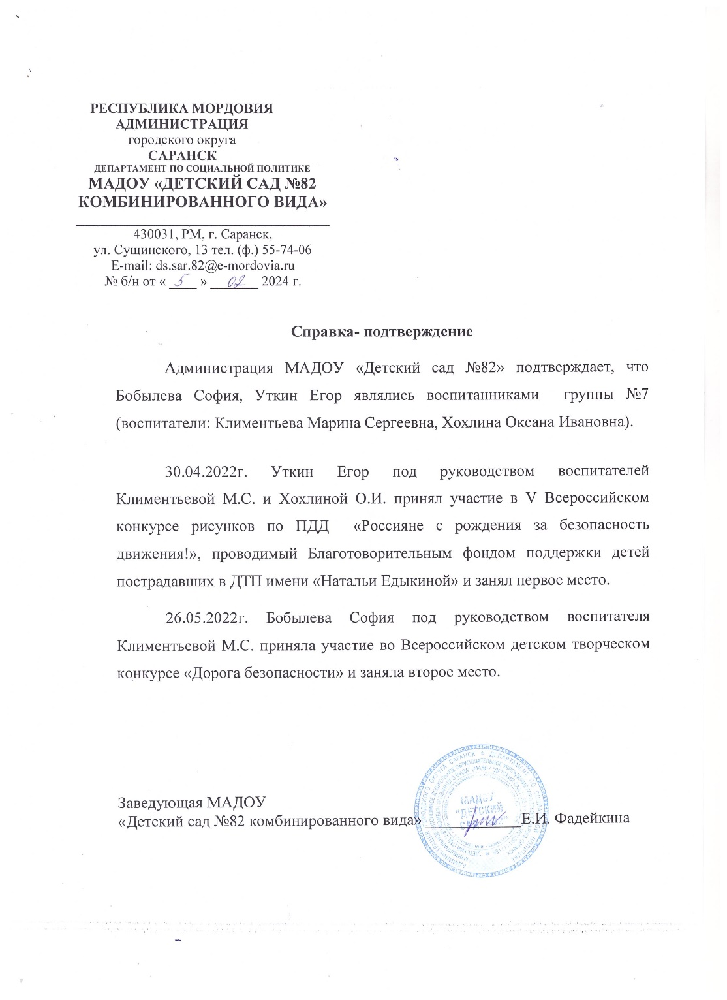 РЕСПУБЛИКА МОРДОВИЯ
АДМИНИСТРАЦИЯ
городского округа
САРАНСК
ДЕПАРТАМЕНТ ПО СОЦИАЛЬНОЙ ПОЛИТИКЕ
МАДОУ «ДЕТСКИЙ САД №82
КОМБИНИРОВАННОГО ВИДА»
430031, РМ, г. Саранск,
ул. Сущинского, 13 тел. (ф.) 55-74-06
E-mail: ds.sar.82@e-mordovia.ru
№ б/н от « 5 » 02 2024 г.
Справка- подтверждение
Администрация МАДОУ «Детский сад №82» подтверждает, что
Бобылева София, Уткин Егор являлись воспитанниками группы №7
(воспитатели: Климентьева Марина Сергеевна, Хохлина Оксана Ивановна).
30.04.2022г. Уткин Егор под руководством воспитателей
Климентьевой М.С. и Хохлиной О.И. принял участие в V Всероссийском
конкурсе рисунков по ПДД «Россияне с рождения за безопасность
движения!», проводимый Благотоворительным фондом поддержки детей
пострадавших в ДТП имени «Натальи Едыкиной» и занял первое место.
26.05.2022г. Бобылева София под руководством воспитателя
Климентьевой М.С. приняла участие во Всероссийском детском творческом
конкурсе «Дорога безопасности» и заняла второе место.
Заведующая МАДОУ
«Детский сад №82 комбинированного вида» ____________Е.И. Фадейкина
МАДОУ
"ДЕТСКИЙ